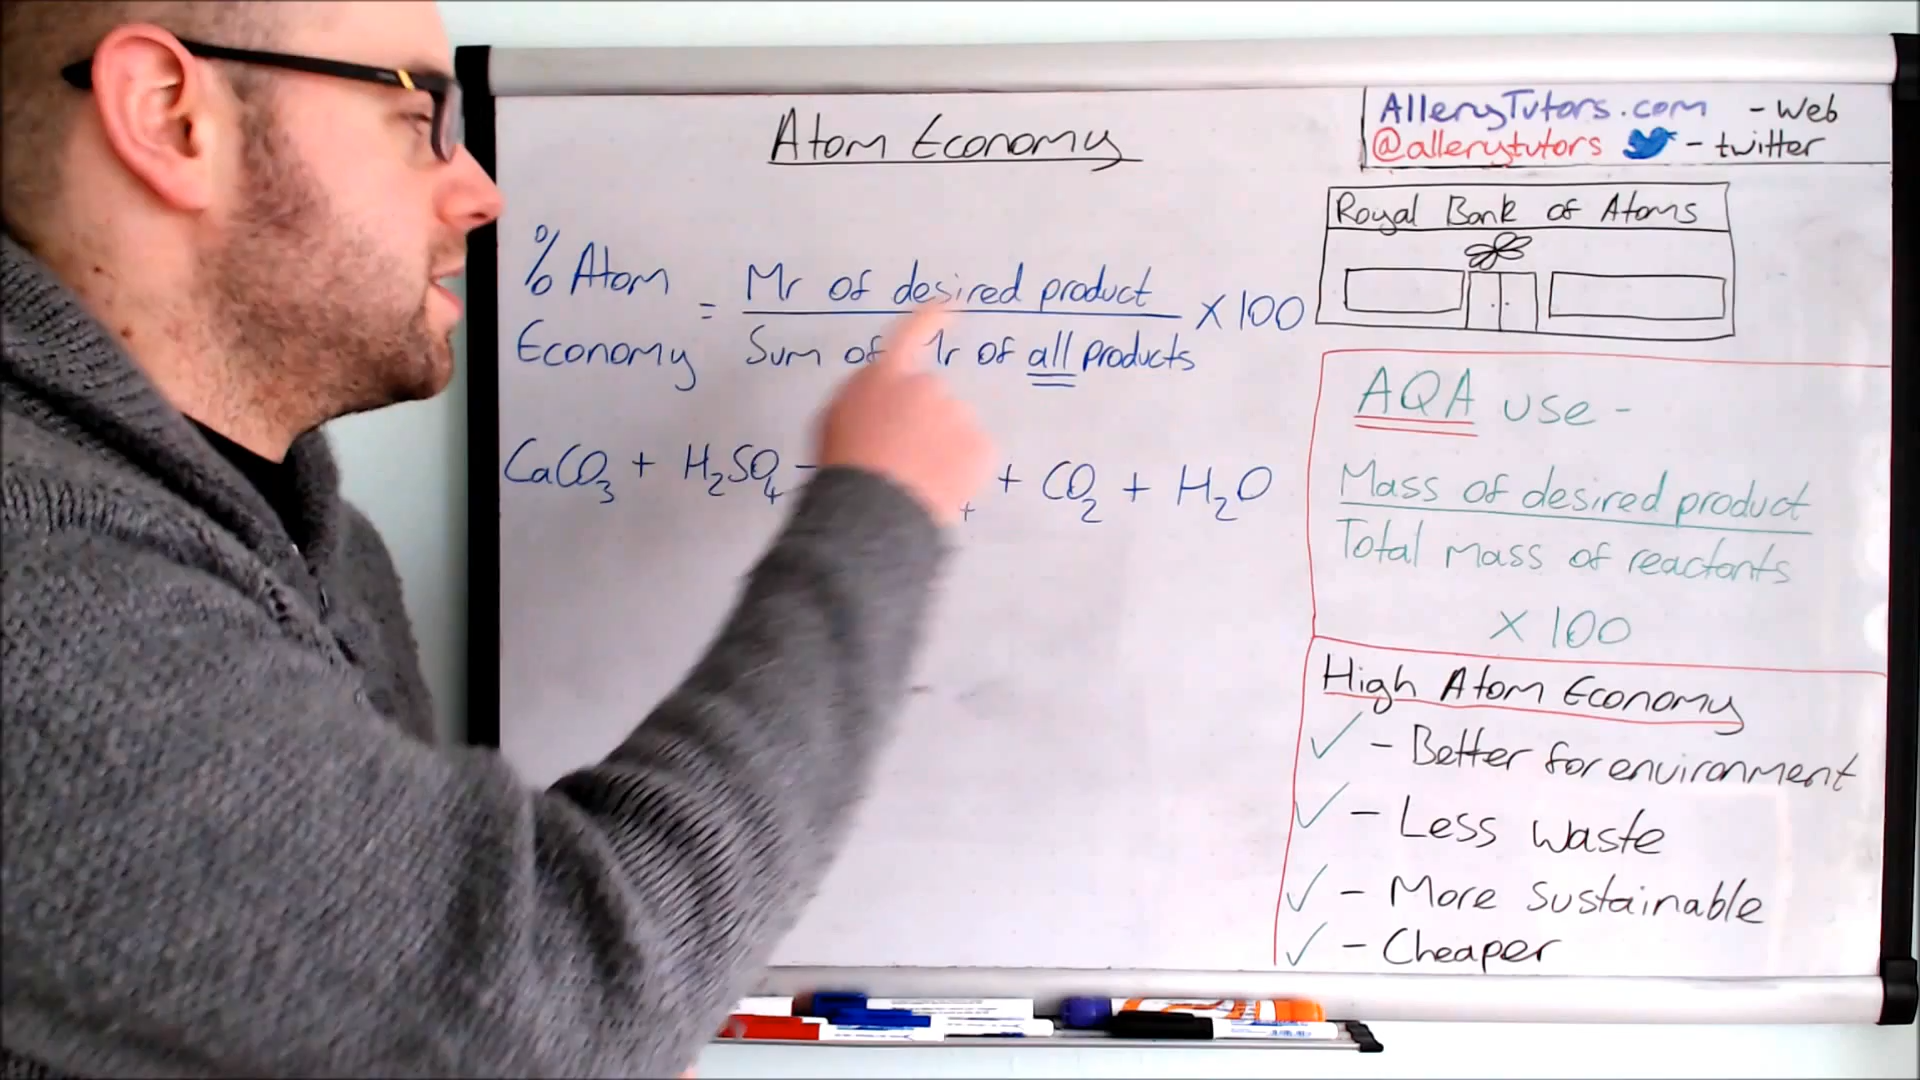 Atom Economy
AlleryTutors.com - Web
@allerytutors - twitter
Royal Bank of Atoms
% Atom
Economy
= Mr of desired product
Sum of Mr of all products
x 100
CaCO3 + H2SO4
+ CO2 + H2O
AQA use -
Mass of desired product
Total mass of reactants
x 100
High Atom Economy
✓ - Better for environment
✓ - Less waste
✓ - More sustainable
✓ - Cheaper